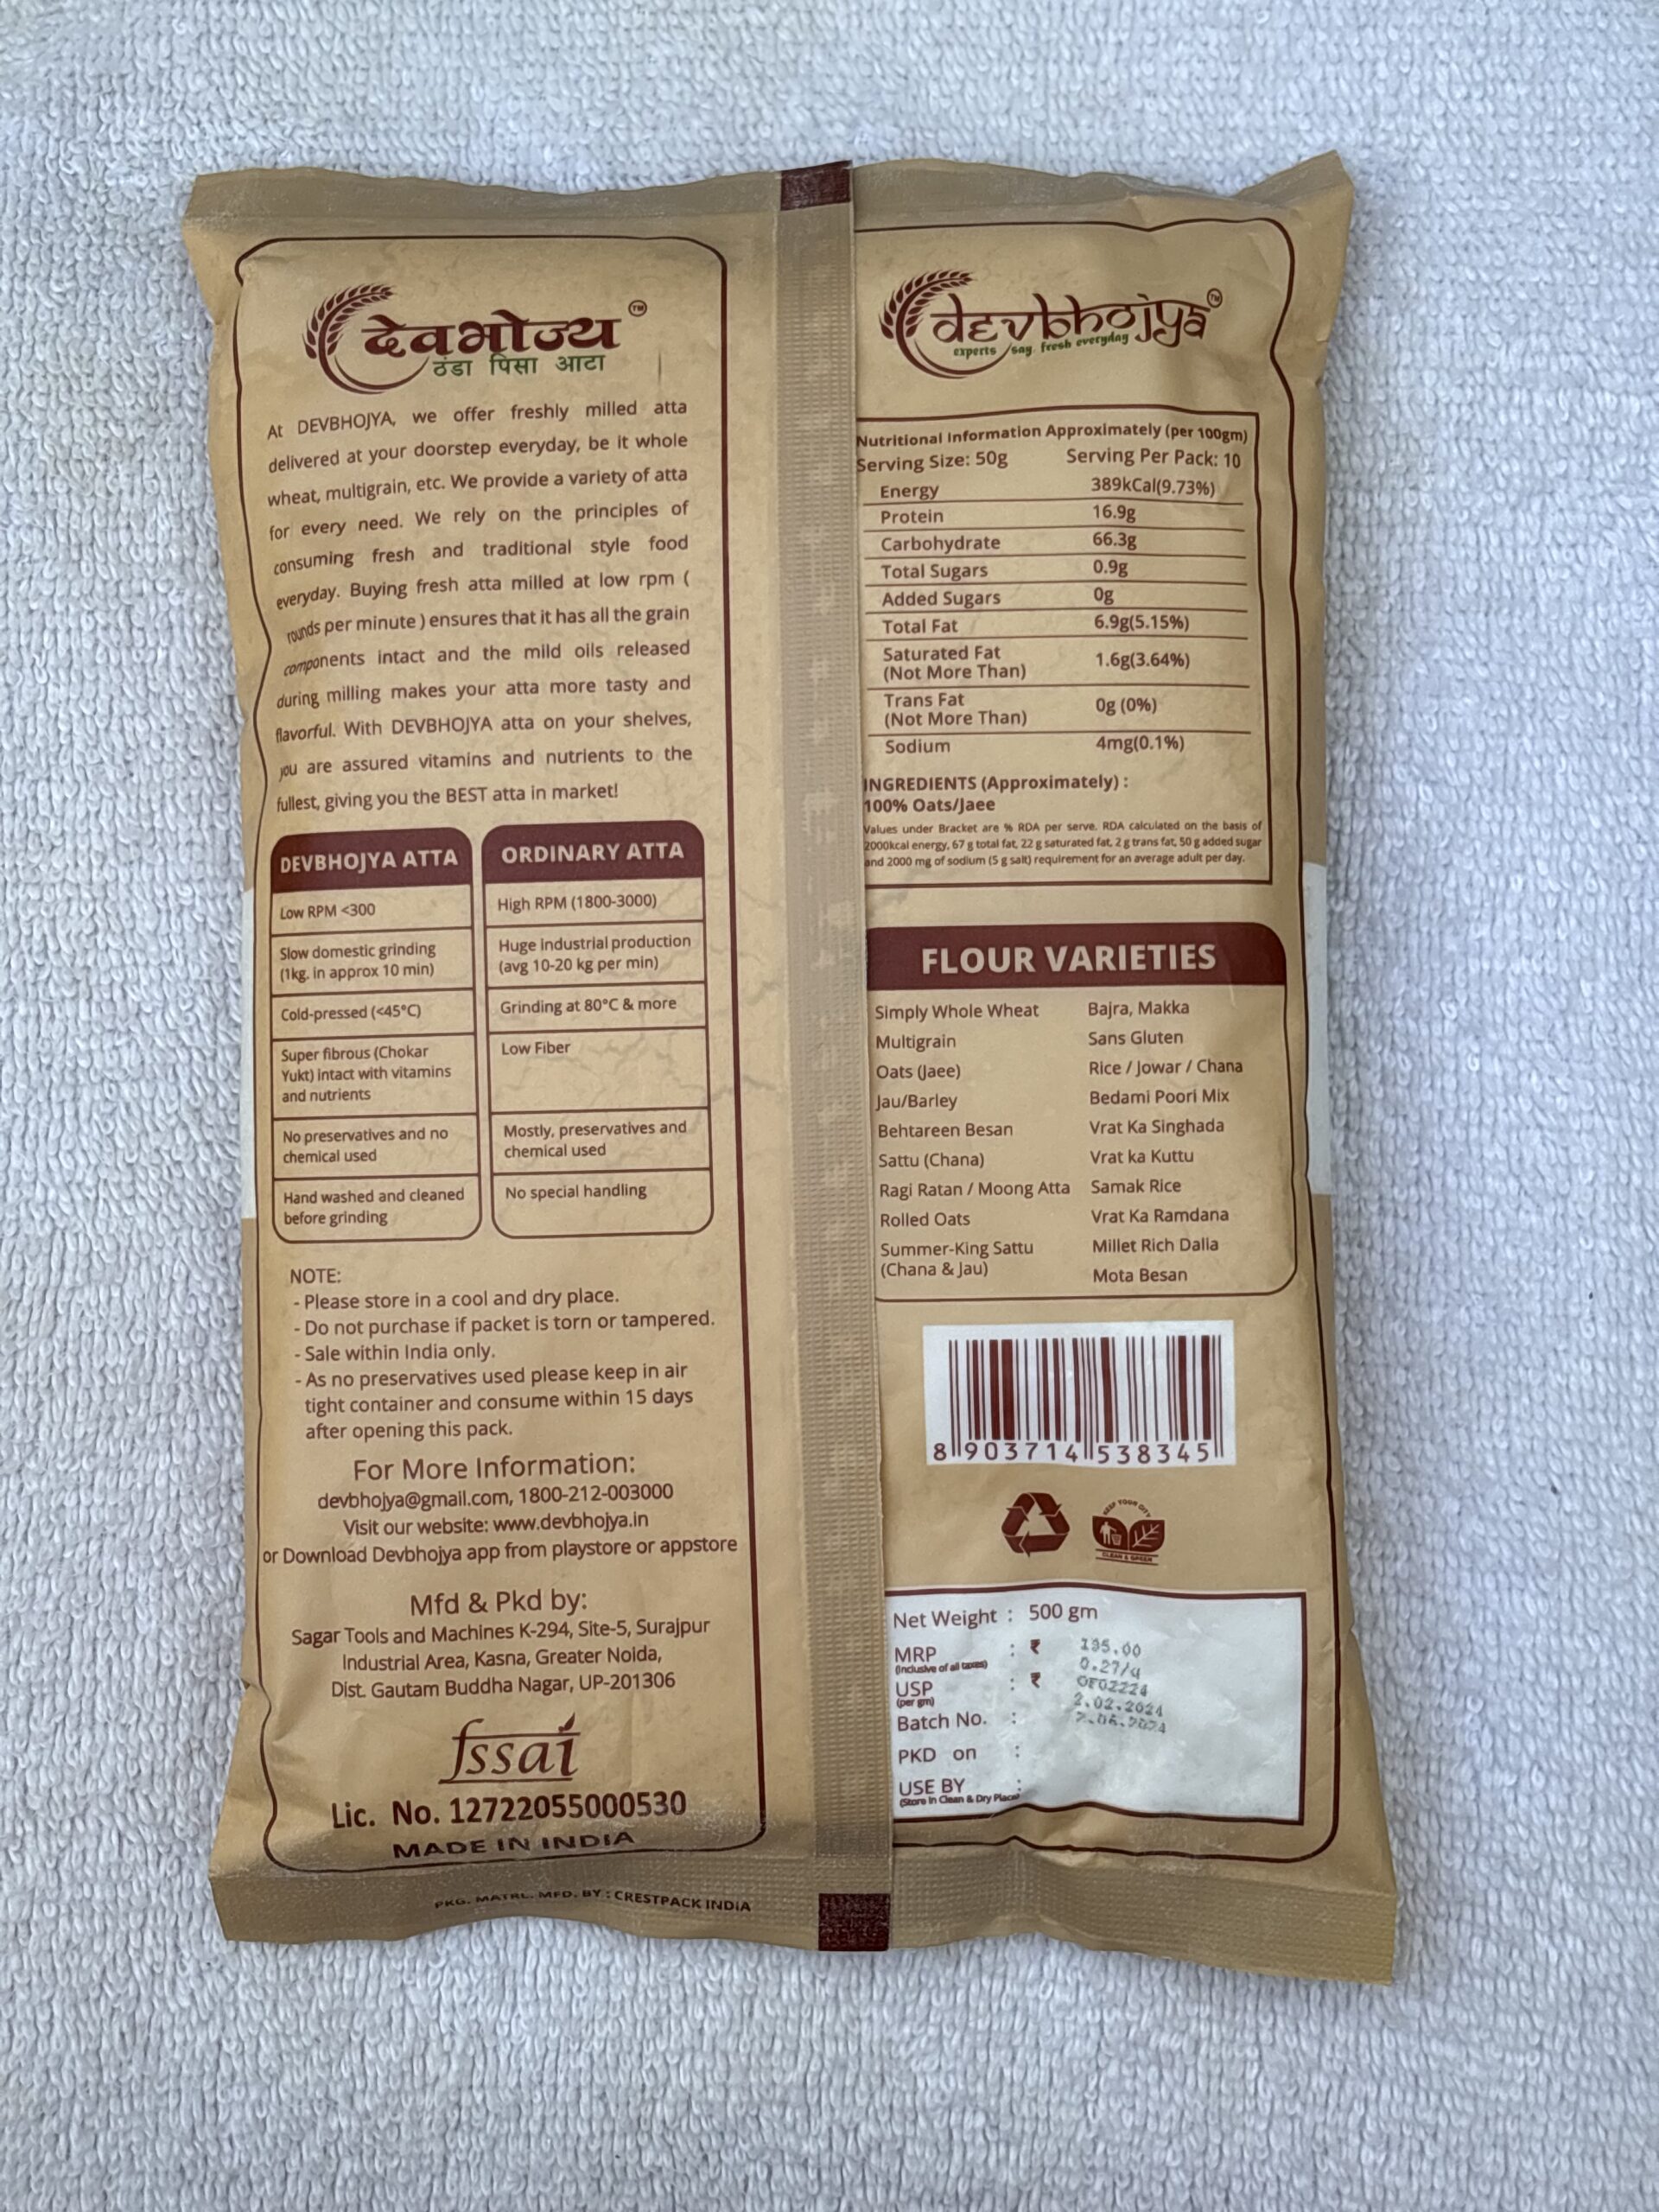 देवभोज्य TM
ठंडा पिसा आटा
At DEVBHOJYA, we offer freshly milled atta
delivered at your doorstep everyday, be it whole
wheat, multigrain, etc. We provide a variety of atta
for every need. We rely on the principles of
consuming fresh and traditional style food
everyday. Buying fresh atta milled at low rpm (
rounds per minute ) ensures that it has all the grain
components intact and the mild oils released
during milling makes your atta more tasty and
flavorful. With DEVBHOJYA atta on your shelves,
you are assured vitamins and nutrients to the
fullest, giving you the BEST atta in market!
DEVBHOJYA ATTA
Low RPM <300
Slow domestic grinding
(1kg. in approx 10 min)
Cold-pressed (<45°C)
Super fibrous (Chokar
Yukt) intact with vitamins
and nutrients
No preservatives and no
chemical used
Hand washed and cleaned
before grinding
ORDINARY ATTA
High RPM (1800-3000)
Huge industrial production
(avg 10-20 kg per min)
Grinding at 80°C & more
Low Fiber
Mostly, preservatives and
chemical used
No special handling
NOTE:
- Please store in a cool and dry place.
- Do not purchase if packet is torn or tampered.
- Sale within India only.
- As no preservatives used please keep in air
tight container and consume within 15 days
after opening this pack.
For More Information:
devbhojya@gmail.com, 1800-212-003000
Visit our website: www.devbhojya.in
or Download Devbhojya app from playstore or appstore
Mfd & Pkd by:
Sagar Tools and Machines K-294, Site-5, Surajpur
Industrial Area, Kasna, Greater Noida,
Dist. Gautam Buddha Nagar, UP-201306
fssai
Lic. No. 12722055000530
MADE IN INDIA
PKG. MATRL. MFD. BY : CRESTPACK INDIA
devbhojya TM
experts say fresh everyday
Nutritional Information Approximately (per 100gm)
Serving Size: 50g Serving Per Pack: 10
Energy 389kCal(9.73%)
Protein 16.9g
Carbohydrate 66.3g
Total Sugars 0.9g
Added Sugars 0g
Total Fat 6.9g(5.15%)
Saturated Fat
(Not More Than) 1.6g(3.64%)
Trans Fat
(Not More Than) 0g (0%)
Sodium 4mg(0.1%)
INGREDIENTS (Approximately) :
100% Oats/Jaee
Values under Bracket are % RDA per serve. RDA calculated on the basis of
2000kcal energy, 67 g total fat, 22 g saturated fat, 2 g trans fat, 50 g added sugar
and 2000 mg of sodium (5 g salt) requirement for an average adult per day.
FLOUR VARIETIES
Simply Whole Wheat
Multigrain
Oats (Jaee)
Jau/Barley
Behtareen Besan
Sattu (Chana)
Ragi Ratan / Moong Atta
Rolled Oats
Summer-King Sattu
(Chana & Jau)
Bajra, Makka
Sans Gluten
Rice / Jowar / Chana
Bedami Poori Mix
Vrat Ka Singhada
Vrat ka Kuttu
Samak Rice
Vrat Ka Ramdana
Millet Rich Dalia
Mota Besan
8 903714 538345
KEEP YOUR CITY
CLEAN & GREEN
Net Weight : 500 gm
MRP : ₹ 135.00
(Inclusive of all taxes) 0.27/g
USP : ₹ OF02224
(per gm) 2.02.2024
Batch No. :
PKD on :
USE BY :
(Store in Clean & Dry Place)